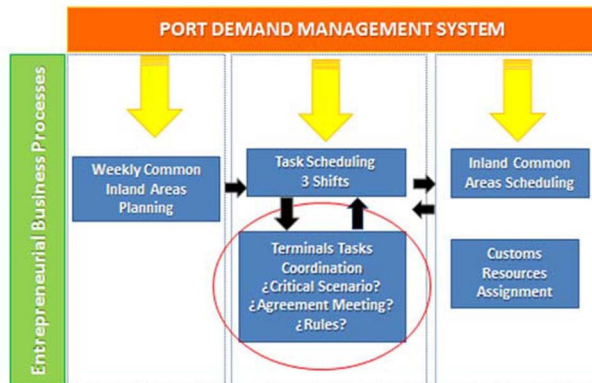 PORT DEMAND MANAGEMENT SYSTEM
Entrepreneurial Business Processes
Weekly Common
Inland Areas
Planning
Task Scheduling
3 Shifts
Inland Common
Areas Scheduling
Terminals Tasks
Coordination
¿Critical Scenario?
¿Agreement Meeting?
¿Rules?
Customs
Resources
Assignment